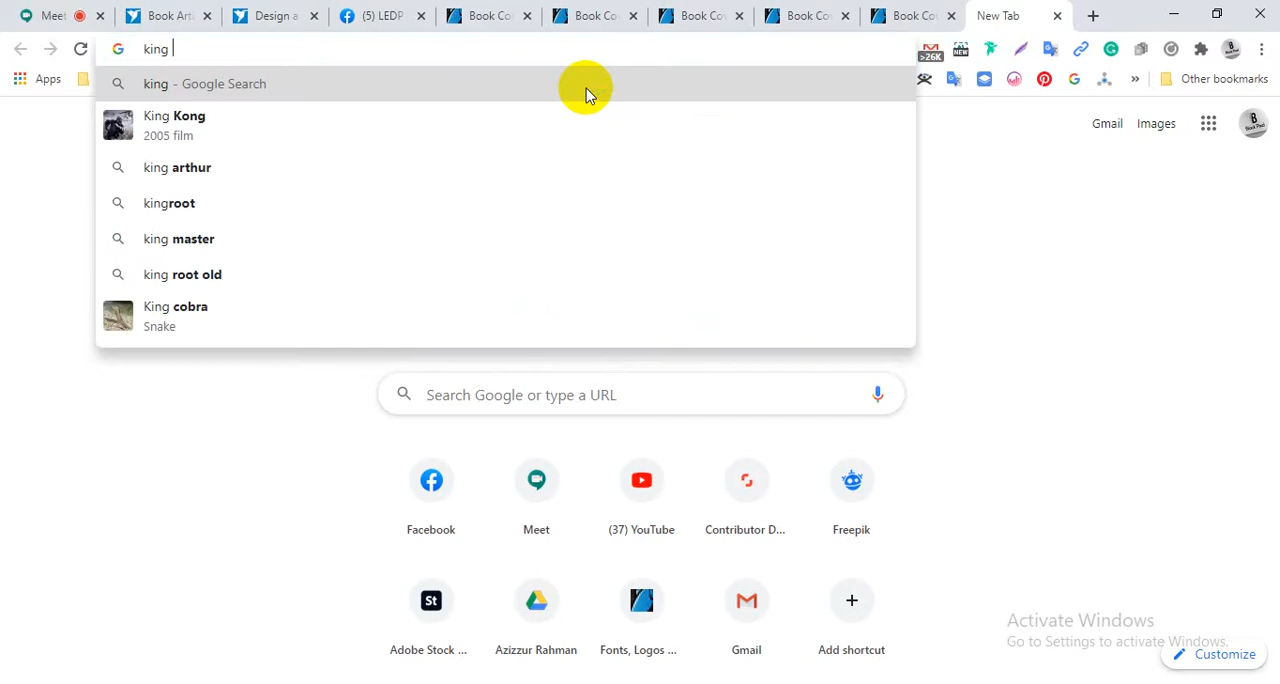 Meet
Book Art
Design a
(5) LEDP
Book Co
Book Co
Book Co
Book Co
Book Co
New Tab
king
>26K
NEW
Apps
Other bookmarks
king - Google Search
King Kong
2005 film
king arthur
kingroot
king master
king root old
King cobra
Snake
Gmail
Images
Search Google or type a URL
Facebook
Meet
(37) YouTube
Contributor D...
Freepik
St
Adobe Stock ...
Azizzur Rahman
Fonts, Logos ...
Gmail
Add shortcut
Activate Windows
Go to Settings to activate Windows.
Customize